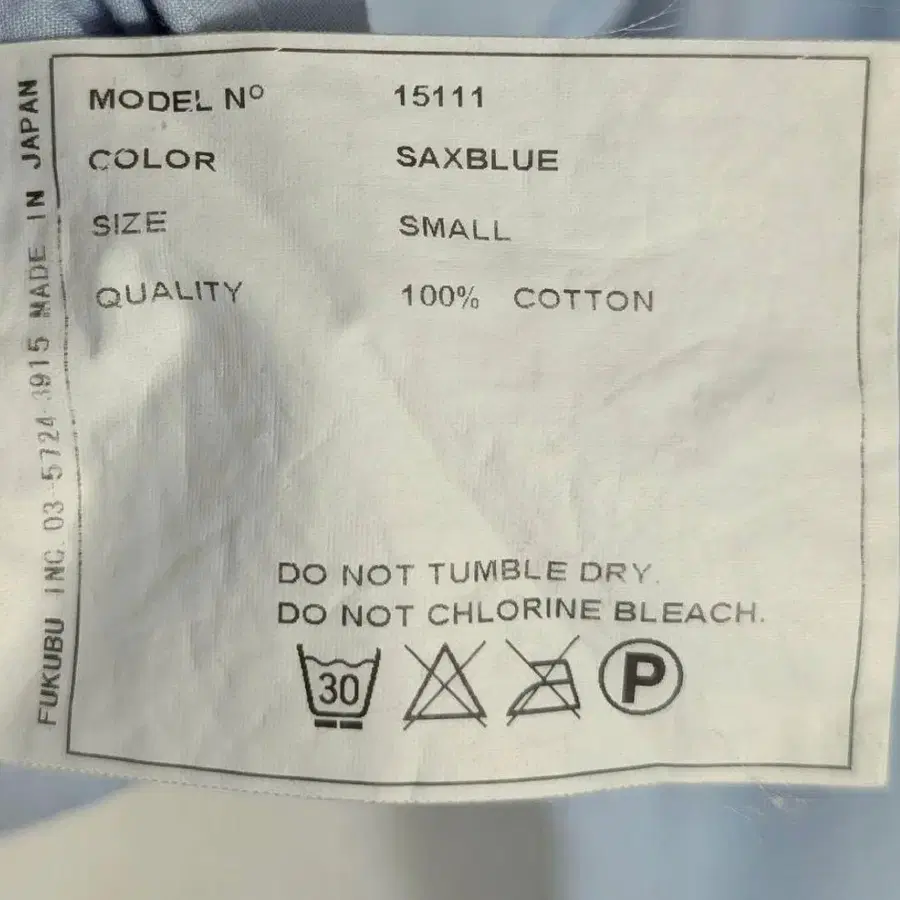 MODEL Nº 15111
COLOR SAXBLUE
SIZE SMALL
QUALITY 100% COTTON
DO NOT TUMBLE DRY.
DO NOT CHLORINE BLEACH.
30 P
FUKUBU INC. 03-5724-3915 MADE IN JAPAN